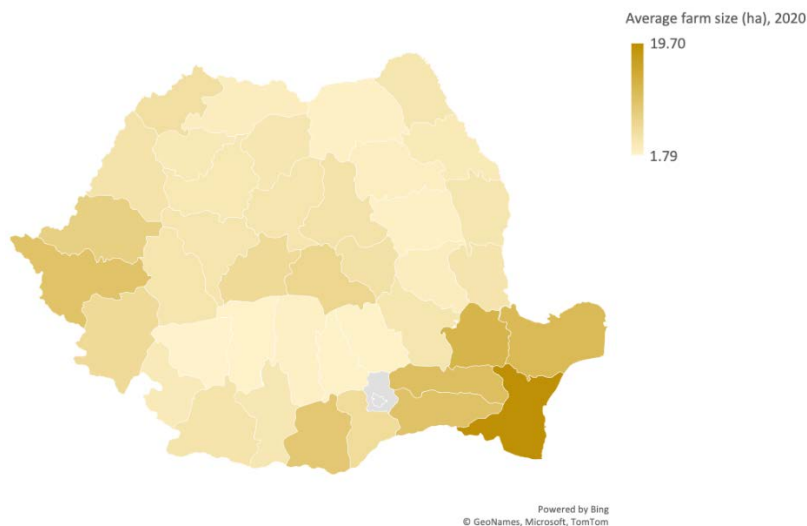 Average farm size (ha), 2020
19.70
1.79
Powered by Bing
© GeoNames, Microsoft, TomTom